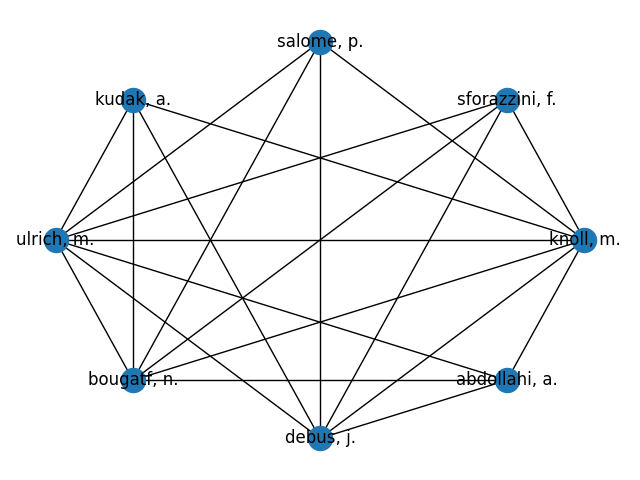 salome, p.
kudak, a.
sforazzini, f.
ulrich, m.
knoll, m.
bougatf, n.
abdollahi, a.
debus, j.